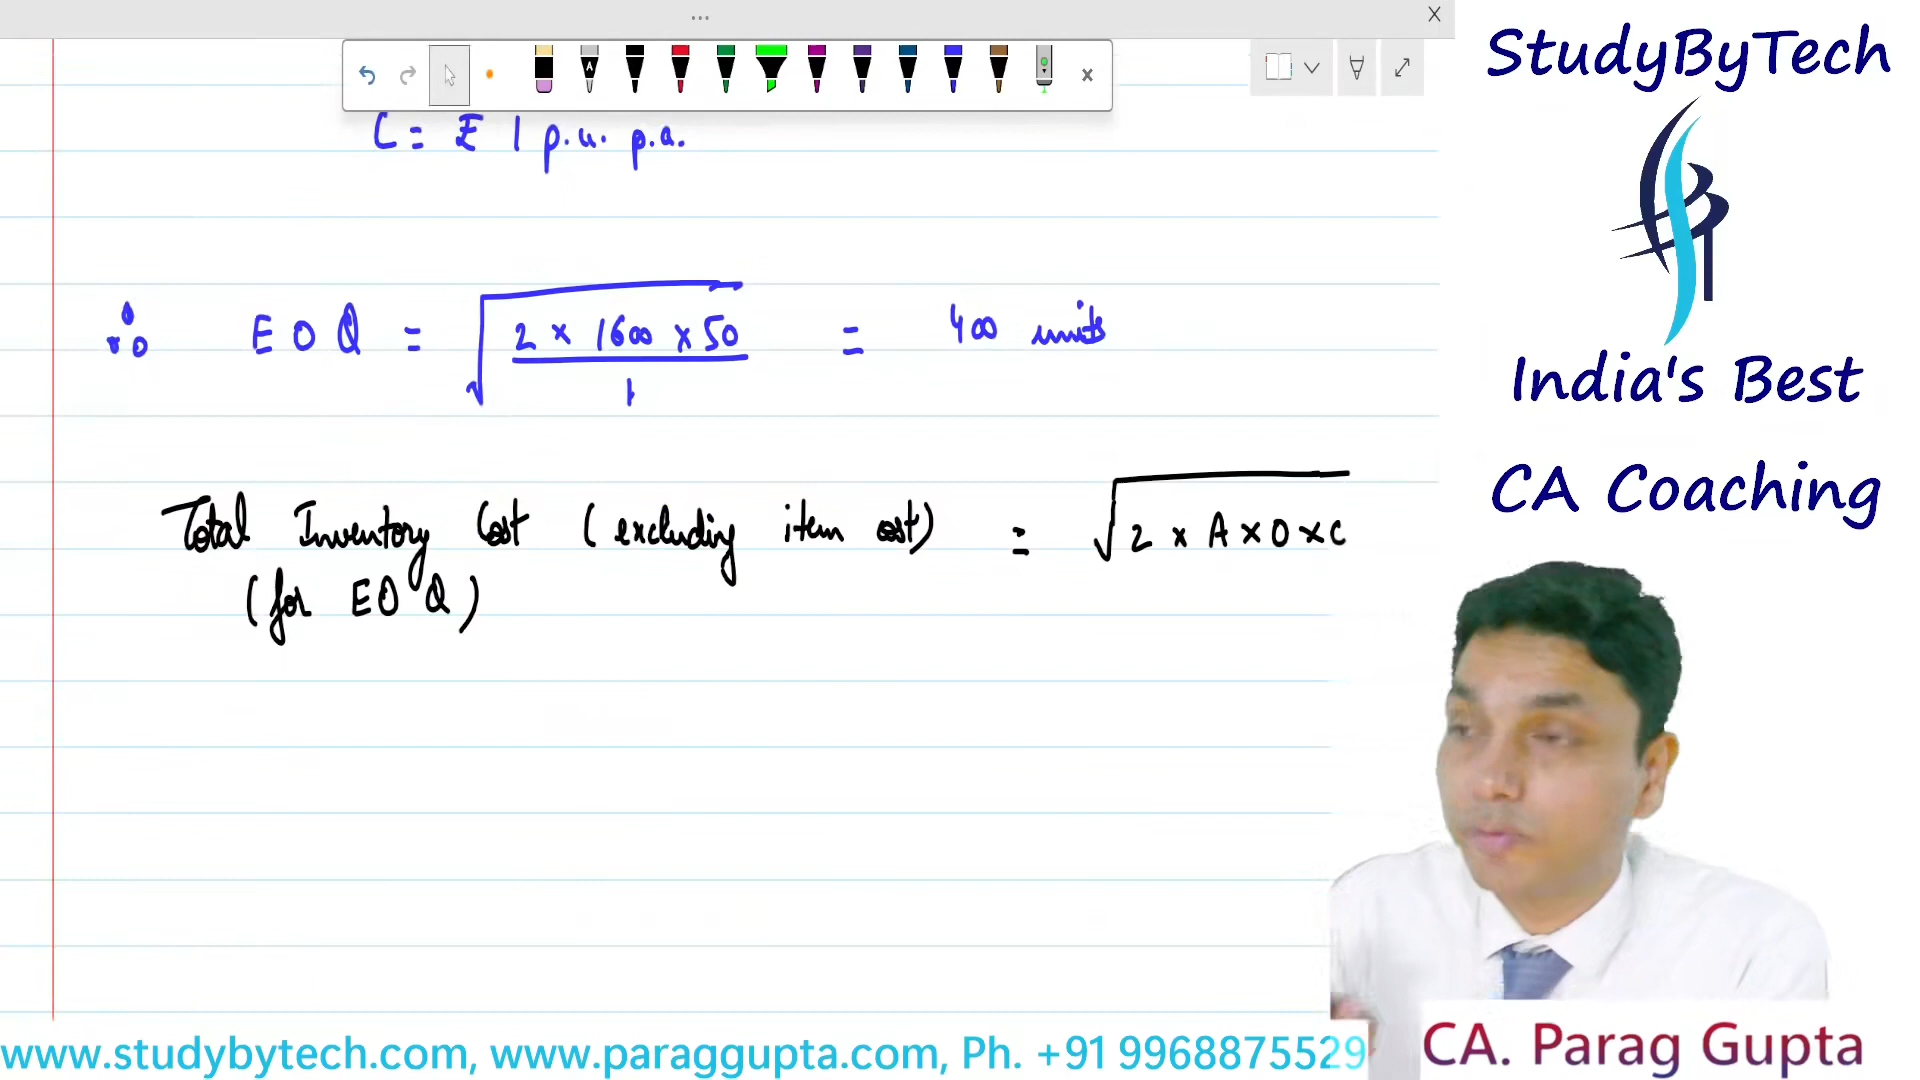 StudyByTech
C = ₹ 1 p.u. p.a.
∴ EOQ = √ 2 × 1600 × 50 / 1 = 400 units
India's Best
CA Coaching
Total Inventory Cost (excluding item cost) = √ 2 × A × O × C
(for EOQ)
www.studybytech.com, www.paraggupta.com, Ph. +91 9968875529
CA. Parag Gupta